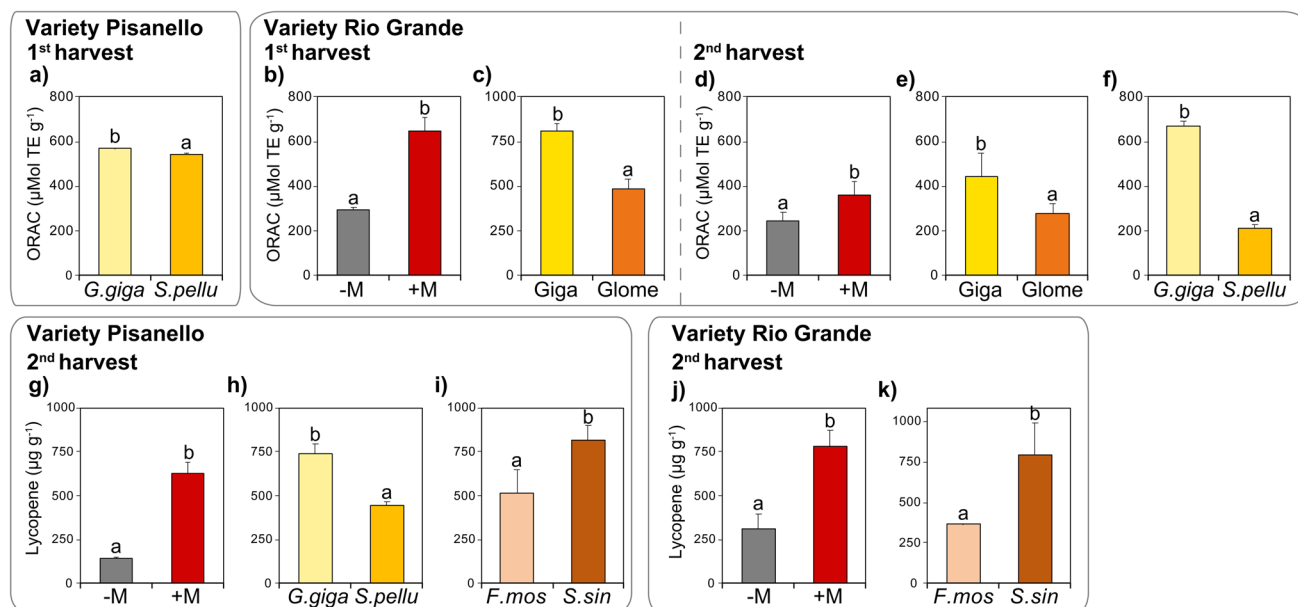 Variety Pisanello
1st harvest
a)
ORAC (µMol TE g-1)
800
600
400
200
0
b
a
G.giga S.pellu
Variety Rio Grande
1st harvest
b)
ORAC (µMol TE g-1)
800
600
400
200
0
a
b
-M +M
c)
1000
750
500
250
0
b
a
Giga Glome
2nd harvest
d)
ORAC (µMol TE g-1)
800
600
400
200
0
a
b
-M +M
e)
800
600
400
200
0
b
a
Giga Glome
f)
800
600
400
200
0
b
a
G.giga S.pellu
Variety Pisanello
2nd harvest
g)
Lycopene (µg g-1)
1000
750
500
250
0
a
b
-M +M
h)
1000
750
500
250
0
b
a
G.giga S.pellu
i)
1000
750
500
250
0
a
b
F.mos S.sin
Variety Rio Grande
2nd harvest
j)
Lycopene (µg g-1)
1000
750
500
250
0
a
b
-M +M
k)
1000
750
500
250
0
a
b
F.mos S.sin